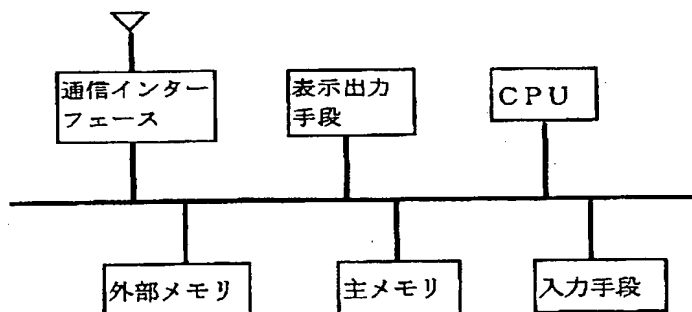 通信インター
フェース
表示出力
手段
CPU
外部メモリ
主メモリ
入力手段